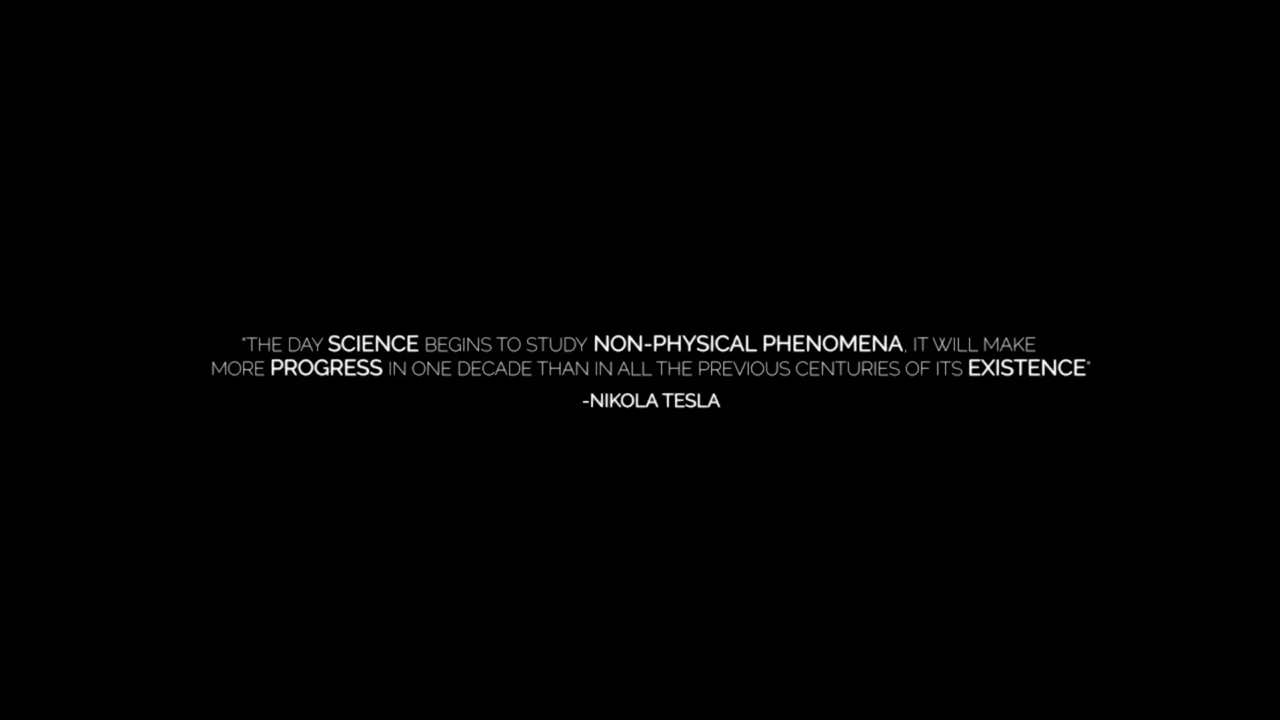 "THE DAY SCIENCE BEGINS TO STUDY NON-PHYSICAL PHENOMENA, IT WILL MAKE
MORE PROGRESS IN ONE DECADE THAN IN ALL THE PREVIOUS CENTURIES OF ITS EXISTENCE"
-NIKOLA TESLA